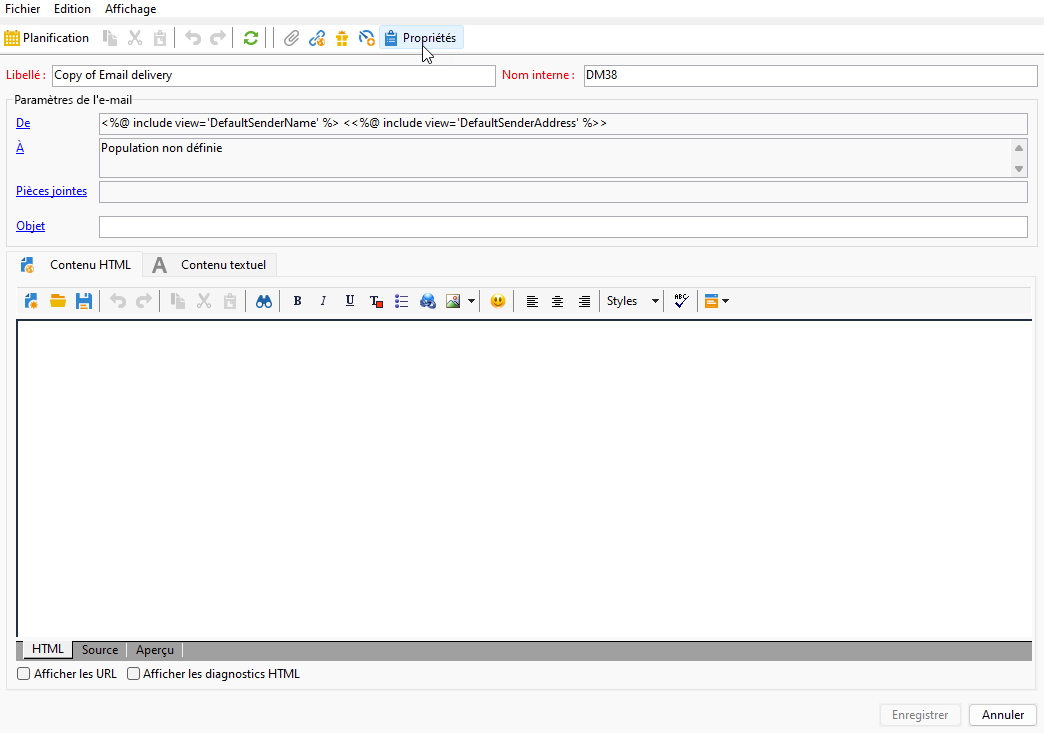 Fichier Edition Affichage
Planification Propriétés
Libellé : Copy of Email delivery Nom interne : DM38
Paramètres de l'e-mail
De <%@ include view='DefaultSenderName' %> <<%@ include view='DefaultSenderAddress' %>>
À Population non définie
Pièces jointes
Objet
Contenu HTML A Contenu textuel
B I U T Styles ABC
HTML Source Aperçu
Afficher les URL Afficher les diagnostics HTML
Enregistrer Annuler